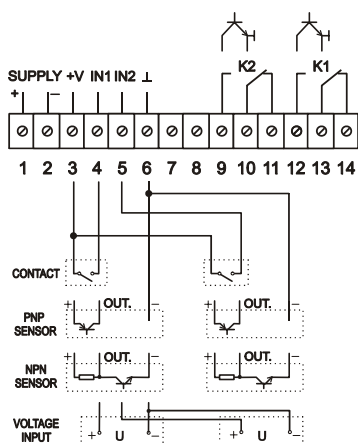 K2 K1
SUPPLY +V IN1 IN2 ⊥
+ −
1 2 3 4 5 6 7 8 9 10 11 12 13 14
CONTACT
+ OUT. − + OUT. −
PNP
SENSOR
+ OUT. − + OUT. −
NPN
SENSOR
VOLTAGE
INPUT
+ U − + U −